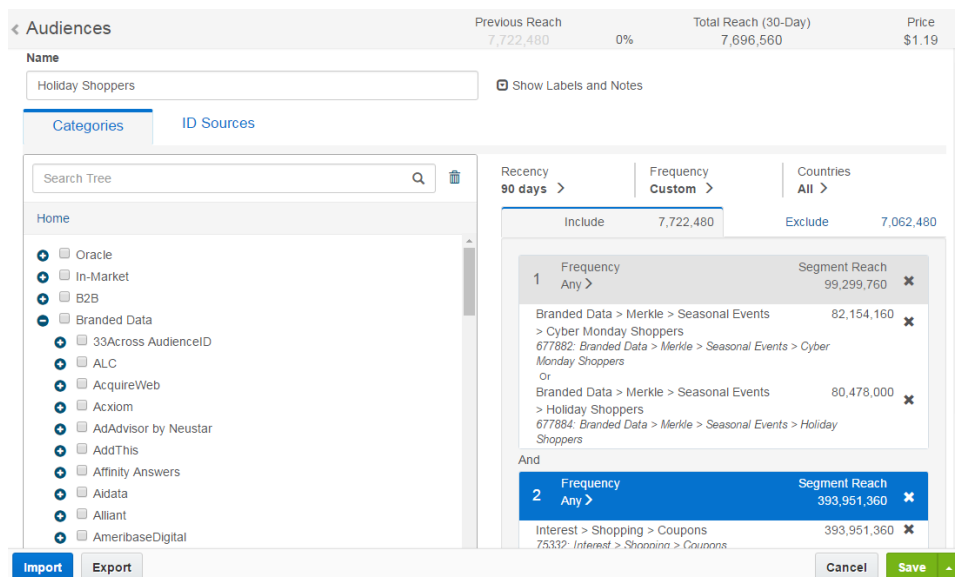 Audiences
Previous Reach
7,722,480
0%
Total Reach (30-Day)
7,696,560
Price
$1.19
Name
Holiday Shoppers
Show Labels and Notes
Categories
ID Sources
Search Tree
Home
Oracle
In-Market
B2B
Branded Data
33Across AudienceID
ALC
AcquireWeb
Acxiom
AdAdvisor by Neustar
AddThis
Affinity Answers
Aidata
Alliant
AmeribaseDigital
Recency
90 days
Frequency
Custom
Countries
All
Include 7,722,480
Exclude 7,062,480
1
Frequency
Any
Segment Reach
99,299,760
Branded Data > Merkle > Seasonal Events 82,154,160
> Cyber Monday Shoppers
677882: Branded Data > Merkle > Seasonal Events > Cyber
Monday Shoppers
Or
Branded Data > Merkle > Seasonal Events 80,478,000
> Holiday Shoppers
677884: Branded Data > Merkle > Seasonal Events > Holiday
Shoppers
And
2
Frequency
Any
Segment Reach
393,951,360
Interest > Shopping > Coupons 393,951,360
75332: Interest > Shopping > Coupons
Import
Export
Cancel
Save